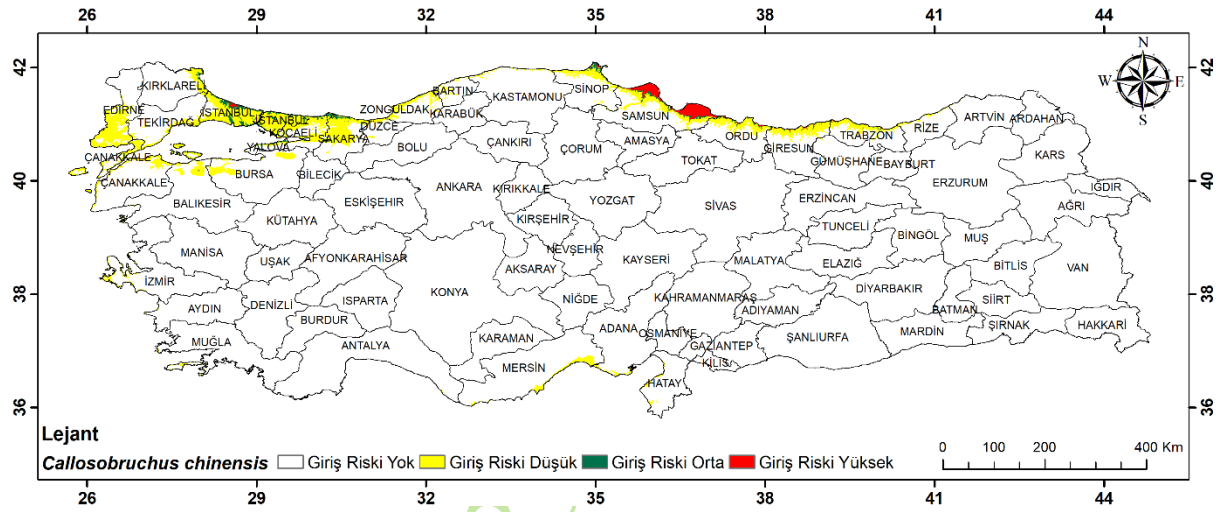 26 29 32 35 38 41 44
N
W E
S
42 42
KIRKLARELİ
EDİRNE
TEKİRDAĞ
İSTANBUL
İSTANBUL
KOCAELİ
YALOVA
SAKARYA
DÜZCE
ZONGULDAK
BARTIN
KARABÜK
KASTAMONU
SİNOP
SAMSUN
ORDU
GİRESUN
TRABZON
RİZE
ARTVİN
ARDAHAN
ÇANAKKALE
ÇANAKKALE
BURSA
BİLECİK
BOLU
ÇANKIRI
ÇORUM
AMASYA
TOKAT
GÜMÜŞHANE
BAYBURT
KARS
40 40
BALIKESİR
KÜTAHYA
ESKİŞEHİR
ANKARA
KIRIKKALE
KIRŞEHİR
YOZGAT
SİVAS
ERZİNCAN
ERZURUM
IĞDIR
AĞRI
TUNCELİ
BİNGÖL
MUŞ
MANİSA
UŞAK
AFYONKARAHİSAR
NEVŞEHİR
AKSARAY
KAYSERİ
MALATYA
ELAZIĞ
BİTLİS
VAN
38 38
İZMİR
AYDIN
DENİZLİ
ISPARTA
BURDUR
KONYA
NİĞDE
KAHRAMANMARAŞ
ADIYAMAN
DİYARBAKIR
BATMAN
SİİRT
MUĞLA
ANTALYA
KARAMAN
MERSİN
ADANA
OSMANİYE
GAZİANTEP
KİLİS
ŞANLIURFA
MARDİN
ŞIRNAK
HAKKARİ
HATAY
36 36
Lejant
Callosobruchus chinensis Giriş Riski Yok Giriş Riski Düşük Giriş Riski Orta Giriş Riski Yüksek
0 100 200 400 Km
26 29 32 35 38 41 44